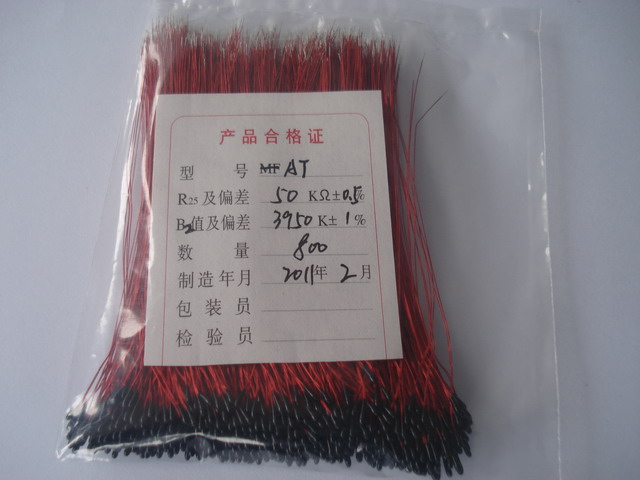 产品合格证
型 号 MF AT
R25及偏差 50 KΩ±0.5%
B2值及偏差 3950 K±1%
数 量 800
制造年月 2011年 2月
包装员
检验员